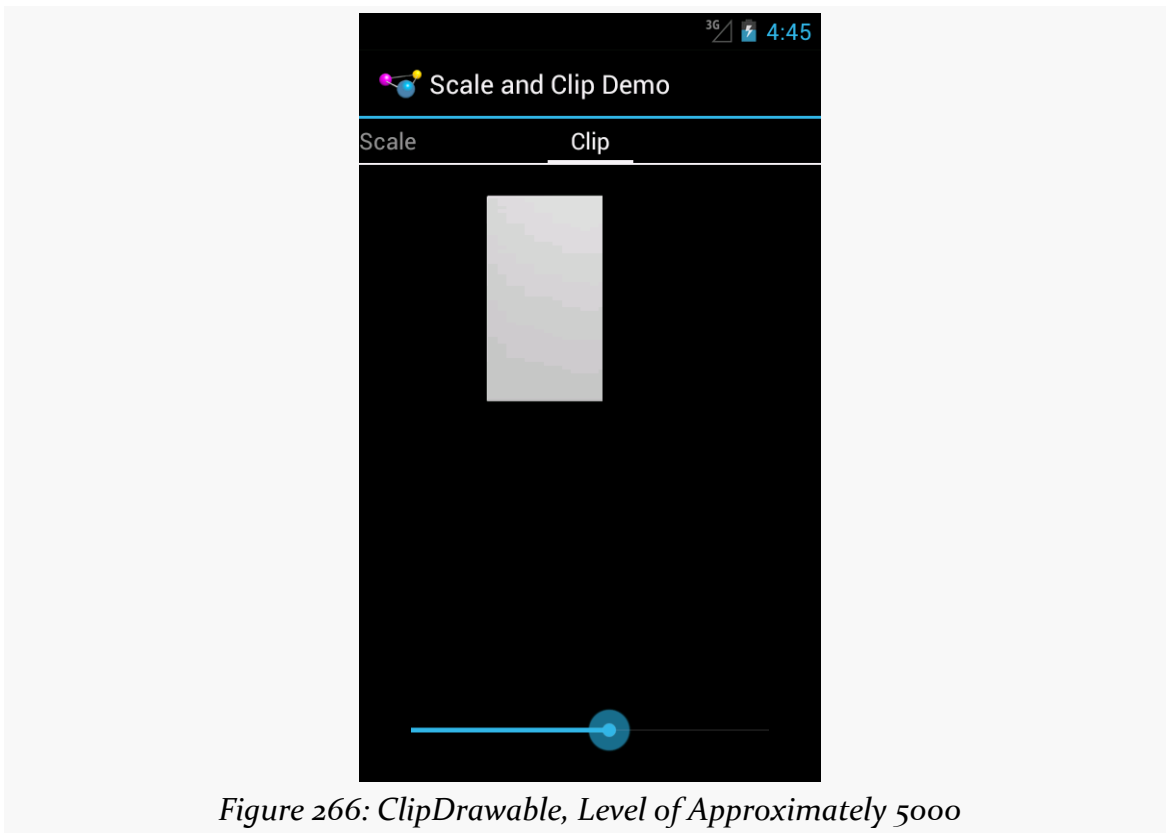 3G 4:45
Scale and Clip Demo
Scale Clip
Figure 266: ClipDrawable, Level of Approximately 5000